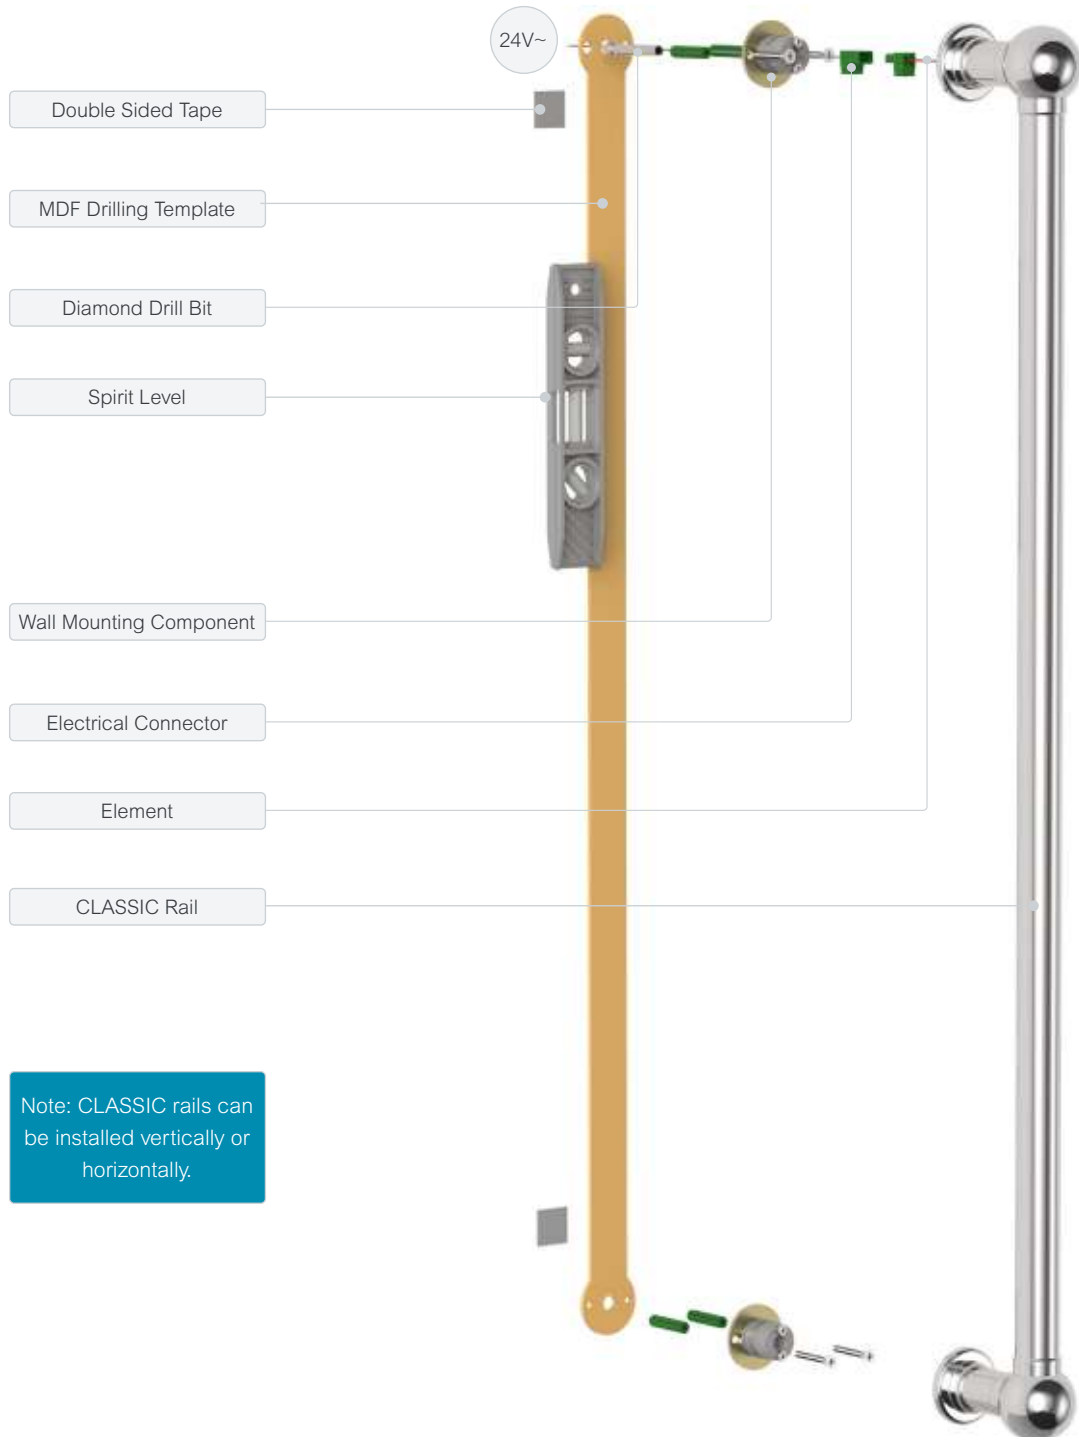 24V~
Double Sided Tape
MDF Drilling Template
Diamond Drill Bit
Spirit Level
Wall Mounting Component
Electrical Connector
Element
CLASSIC Rail
Note: CLASSIC rails can
be installed vertically or
horizontally.